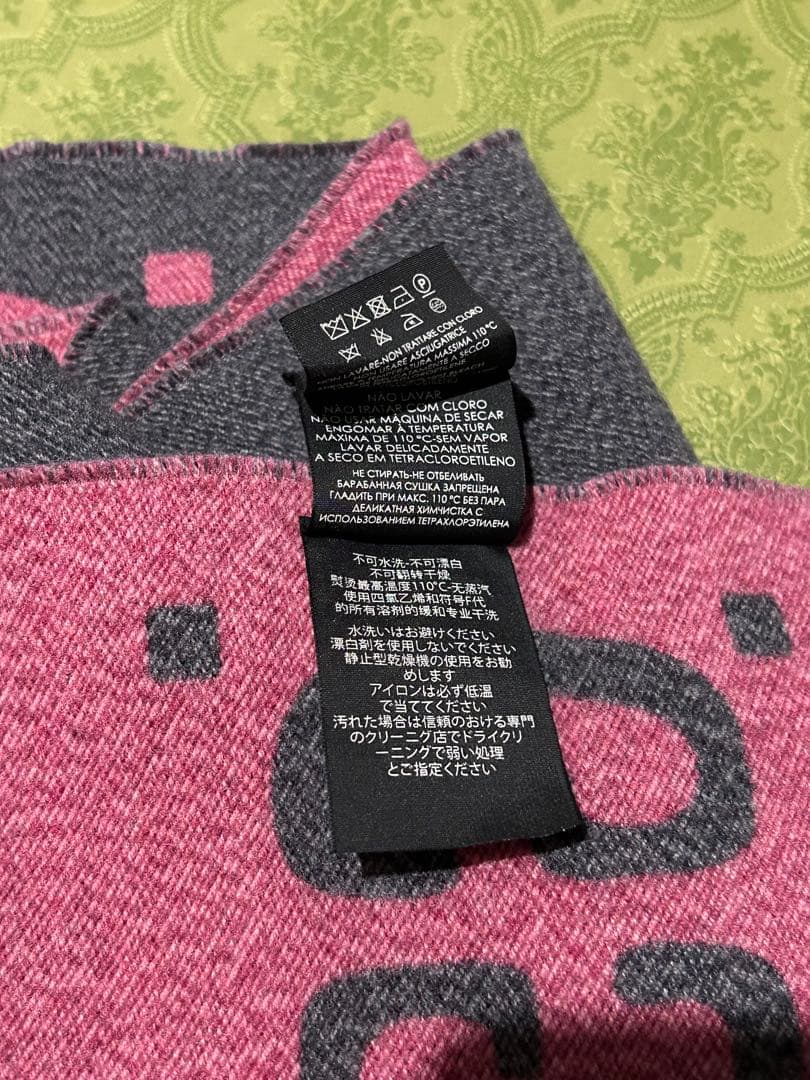 NON LAVARE-NON TRATTARE CON CLORO
NON USARE ASCIUGATRICE
TEMPERATURA MASSIMA 110 °C
A SECCO
NÃO LAVAR
NÃO TRATAR COM CLORO
NÃO USAR MÁQUINA DE SECAR
ENGOMAR À TEMPERATURA
MÁXIMA DE 110 °C-SEM VAPOR
LAVAR DELICADAMENTE
A SECO EM TETRACLOROETILENO
НЕ СТИРАТЬ-НЕ ОТБЕЛИВАТЬ
БАРАБАННАЯ СУШКА ЗАПРЕЩЕНА
ГЛАДИТЬ ПРИ МАКС. 110 °C БЕЗ ПАРА
ДЕЛИКАТНАЯ ХИМЧИСТКА С
ИСПОЛЬЗОВАНИЕМ ТЕТРАХЛОРЭТИЛЕНА
不可水洗-不可漂白
不可翻转干燥
熨烫最高温度110°C-无蒸汽
使用四氯乙烯和符号F代
的所有溶剂的缓和专业干洗
水洗いはお避けください
漂白剤を使用しないでください
静止型乾燥機の使用をお勧
めします
アイロンは必ず低温
で当ててください
汚れた場合は信頼のおける専門
のクリーニグ店でドライクリ
ーニングで弱い処理
とご指定ください